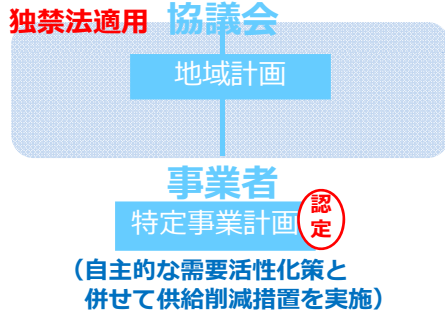 独禁法適用 協議会
地域計画
事業者
特定事業計画 認定
（自主的な需要活性化策と
併せて供給削減措置を実施）